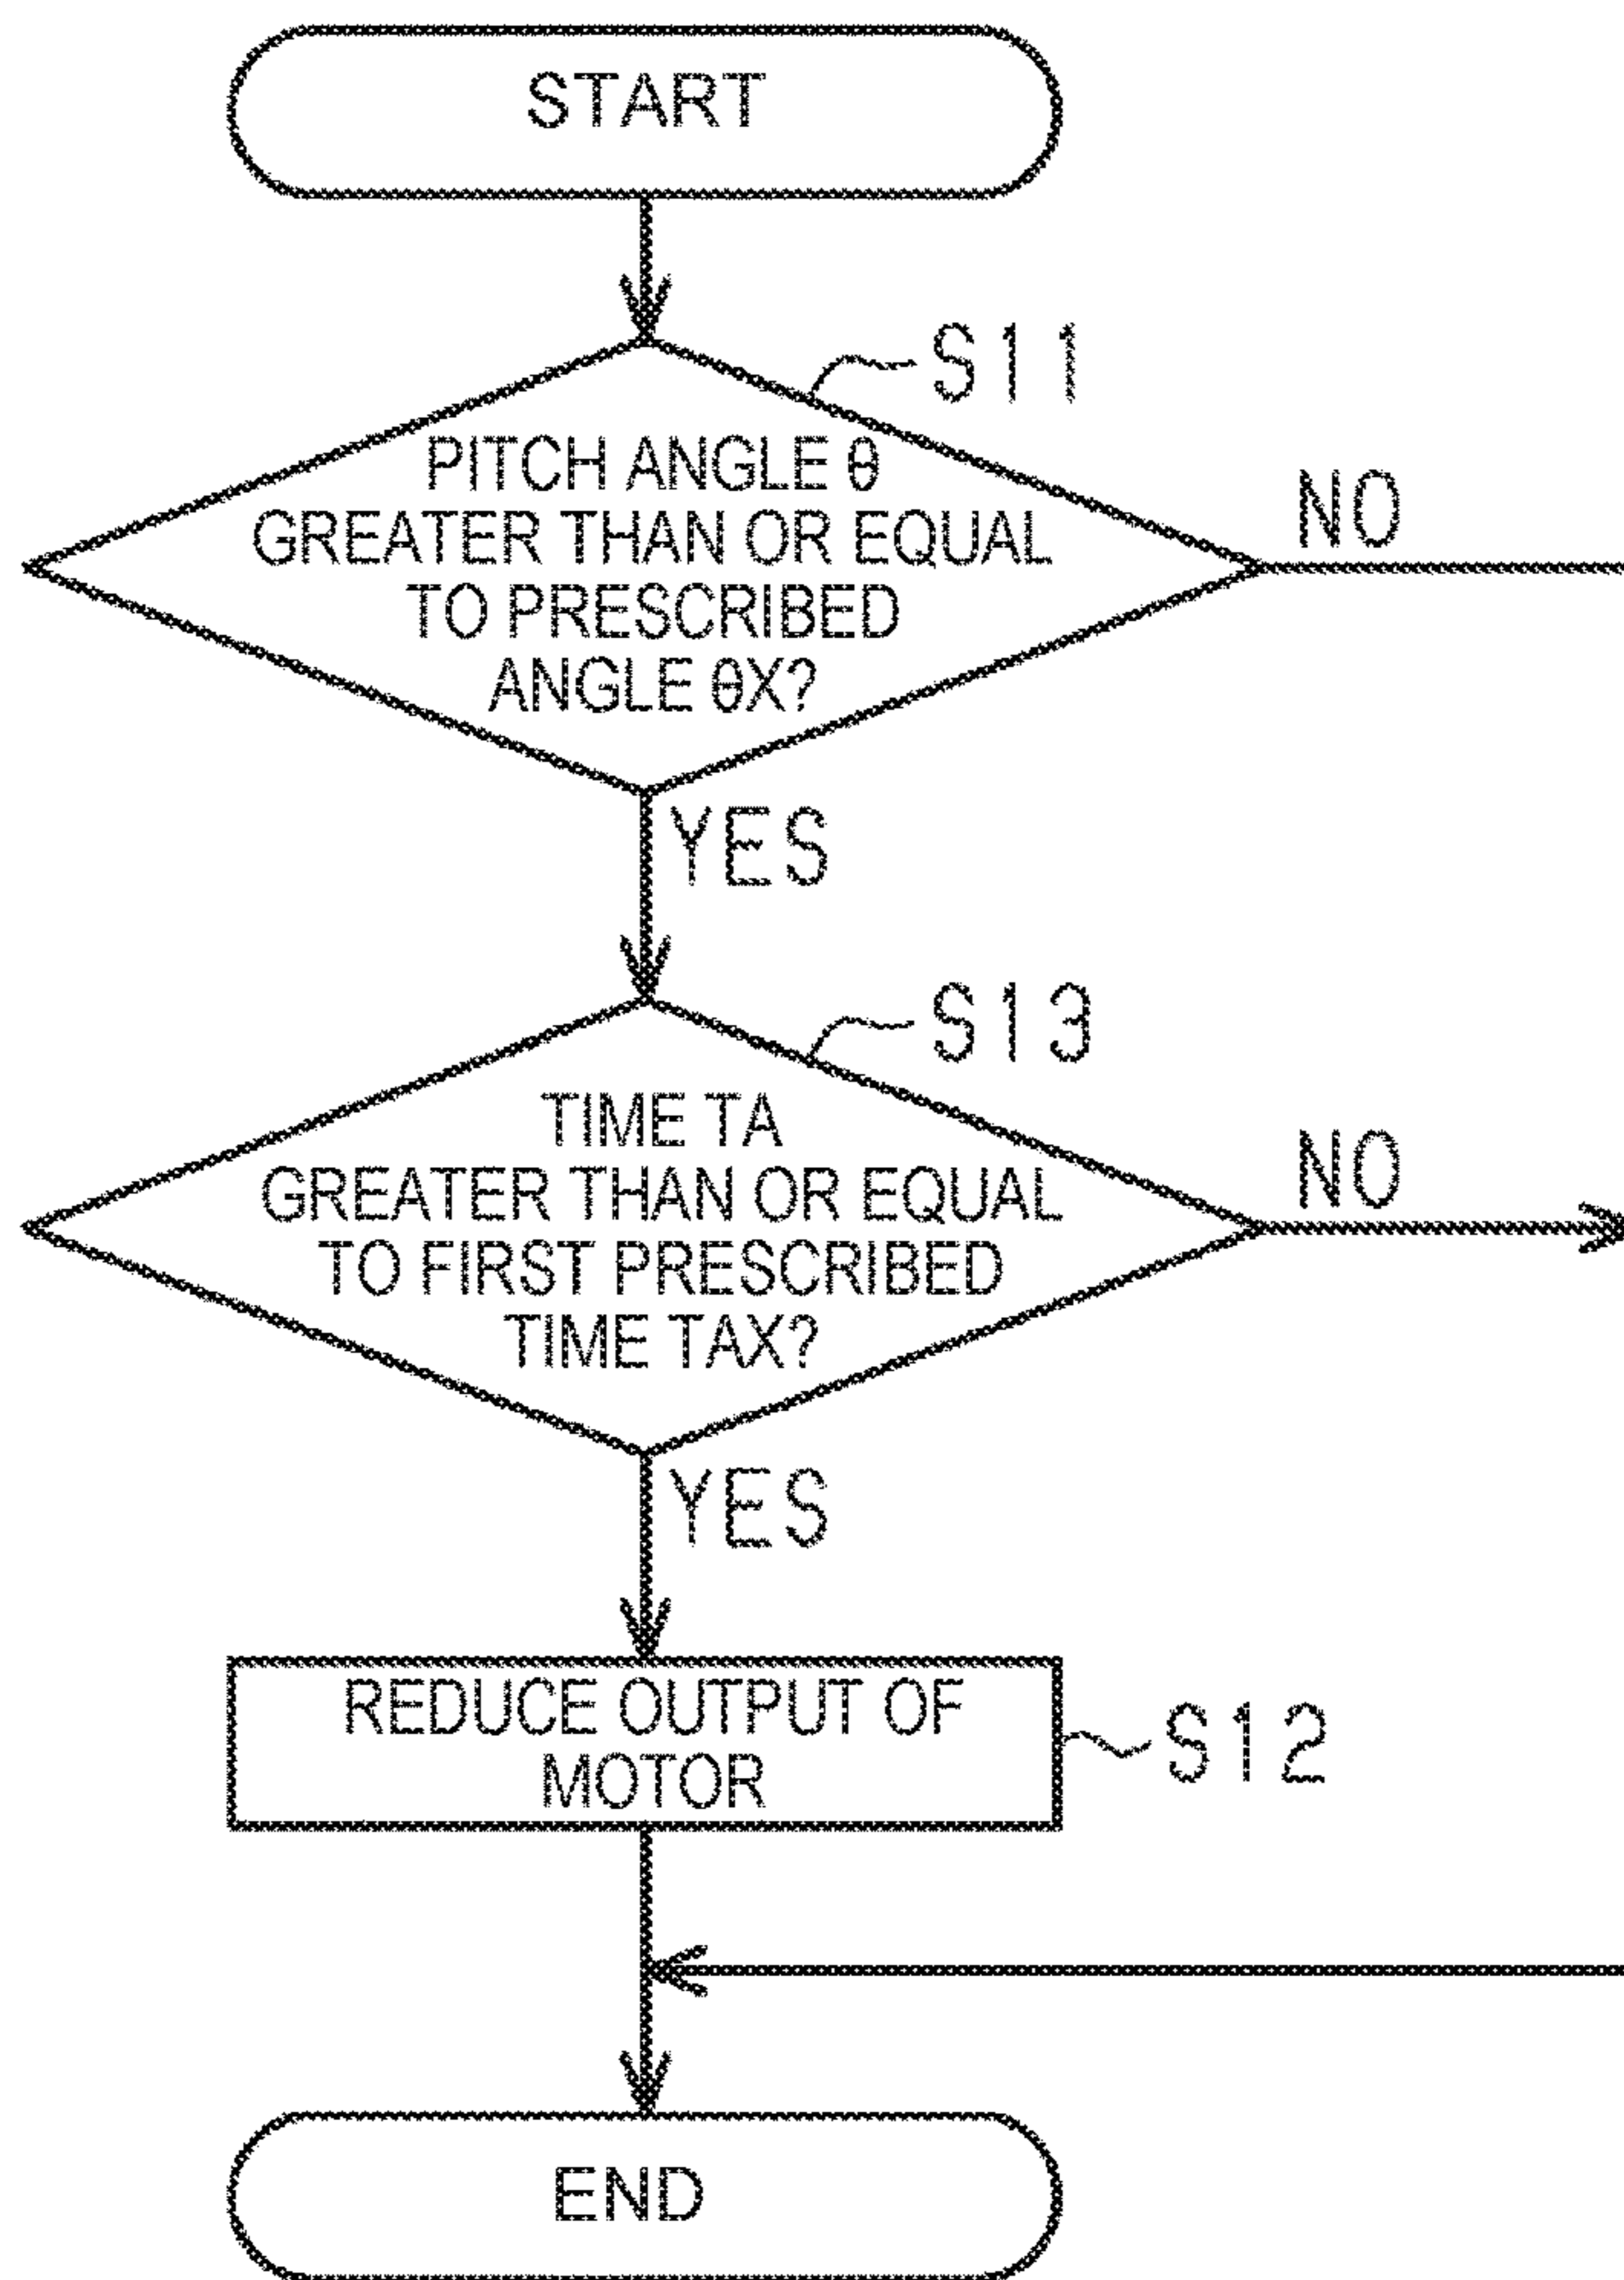 START
S11
PITCH ANGLE θ
GREATER THAN OR EQUAL
TO PRESCRIBED
ANGLE θX?
NO
YES
S13
TIME TA
GREATER THAN OR EQUAL
TO FIRST PRESCRIBED
TIME TAX?
NO
YES
REDUCE OUTPUT OF
MOTOR
S12
END